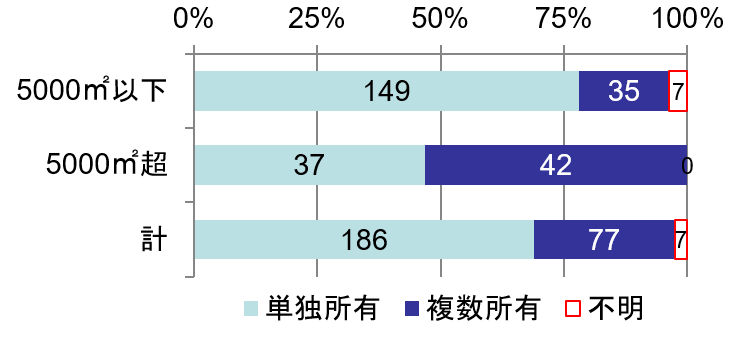 0% 25% 50% 75% 100%
5000㎡以下 149 35 7
5000㎡超 37 42 0
計 186 77 7
単独所有 複数所有 不明